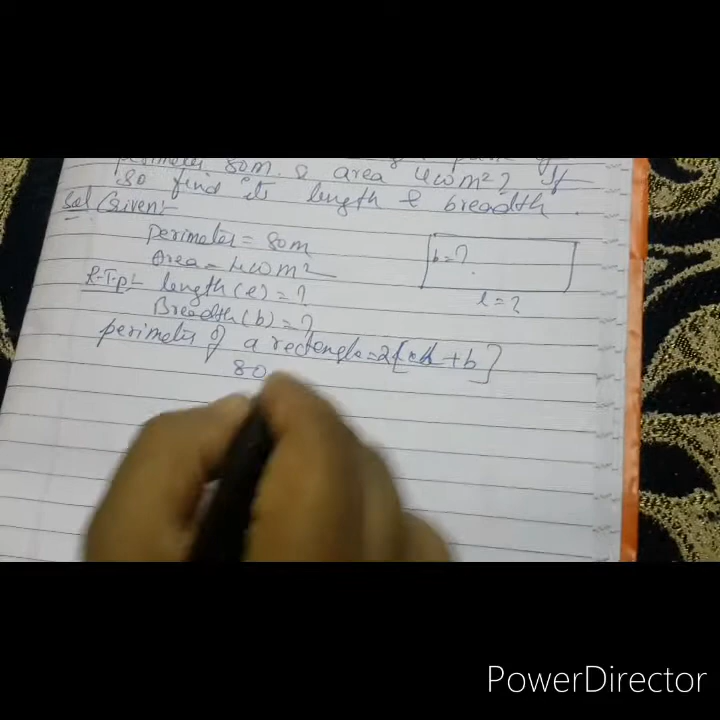 perimeter 80m & area 400m²? If
so find its length & breadth.
Sol Given:-
perimeter = 80m
Area = 400m²
b=?
R.T.p:- length(l) = ?
l = ?
Breadth(b) = ?
perimeter of a rectangle = 2[l + b]
80
PowerDirector